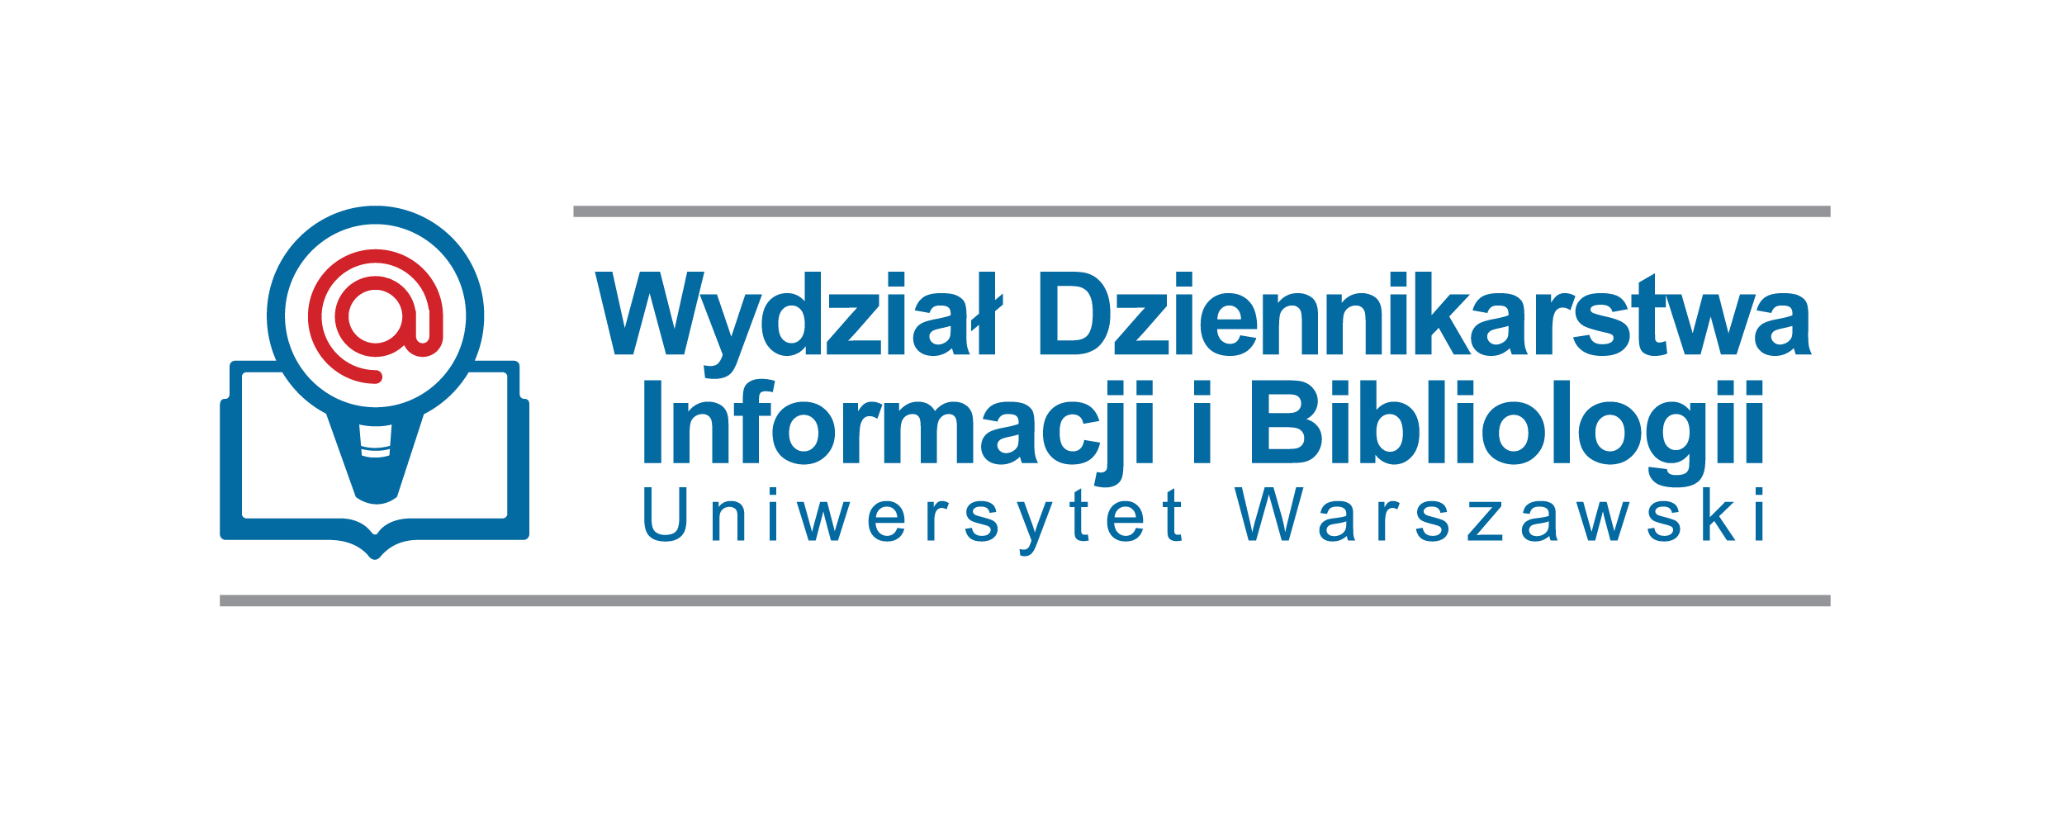 @
Wydział Dziennikarstwa
Informacji i Bibliologii
Uniwersytet Warszawski